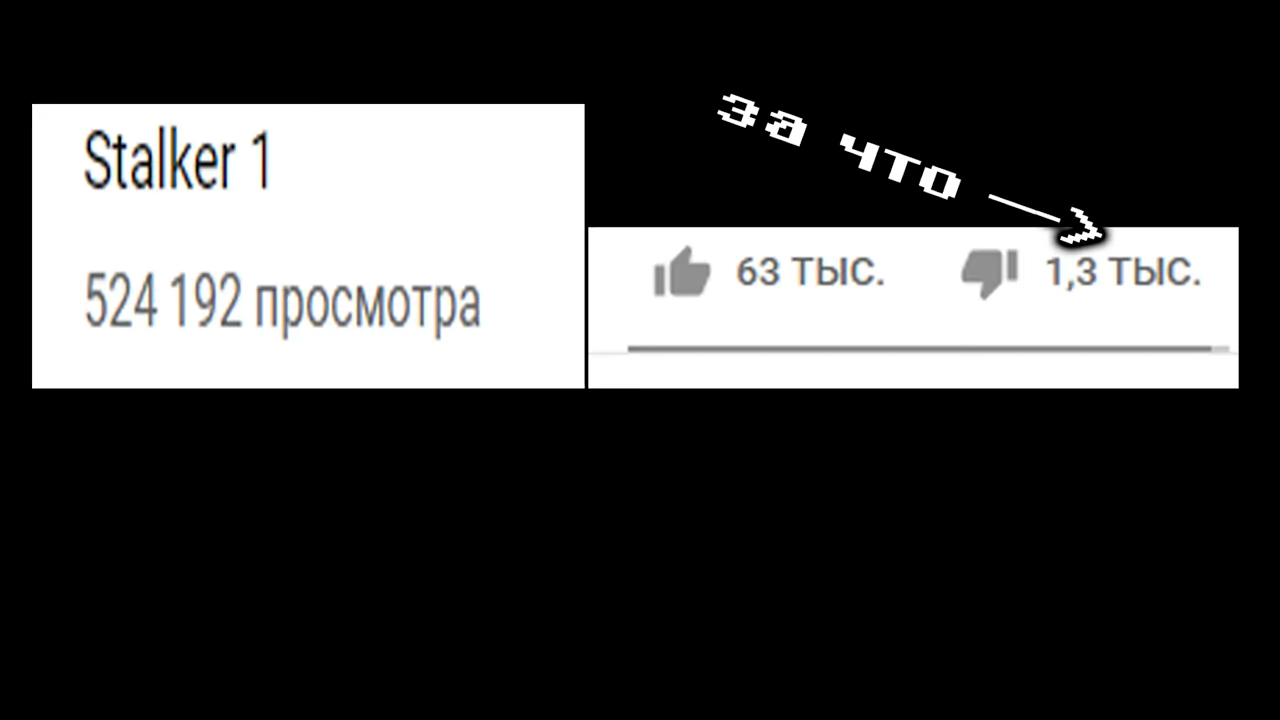 Stalker 1
524 192 просмотра
за что
63 ТЫС.
1,3 ТЫС.